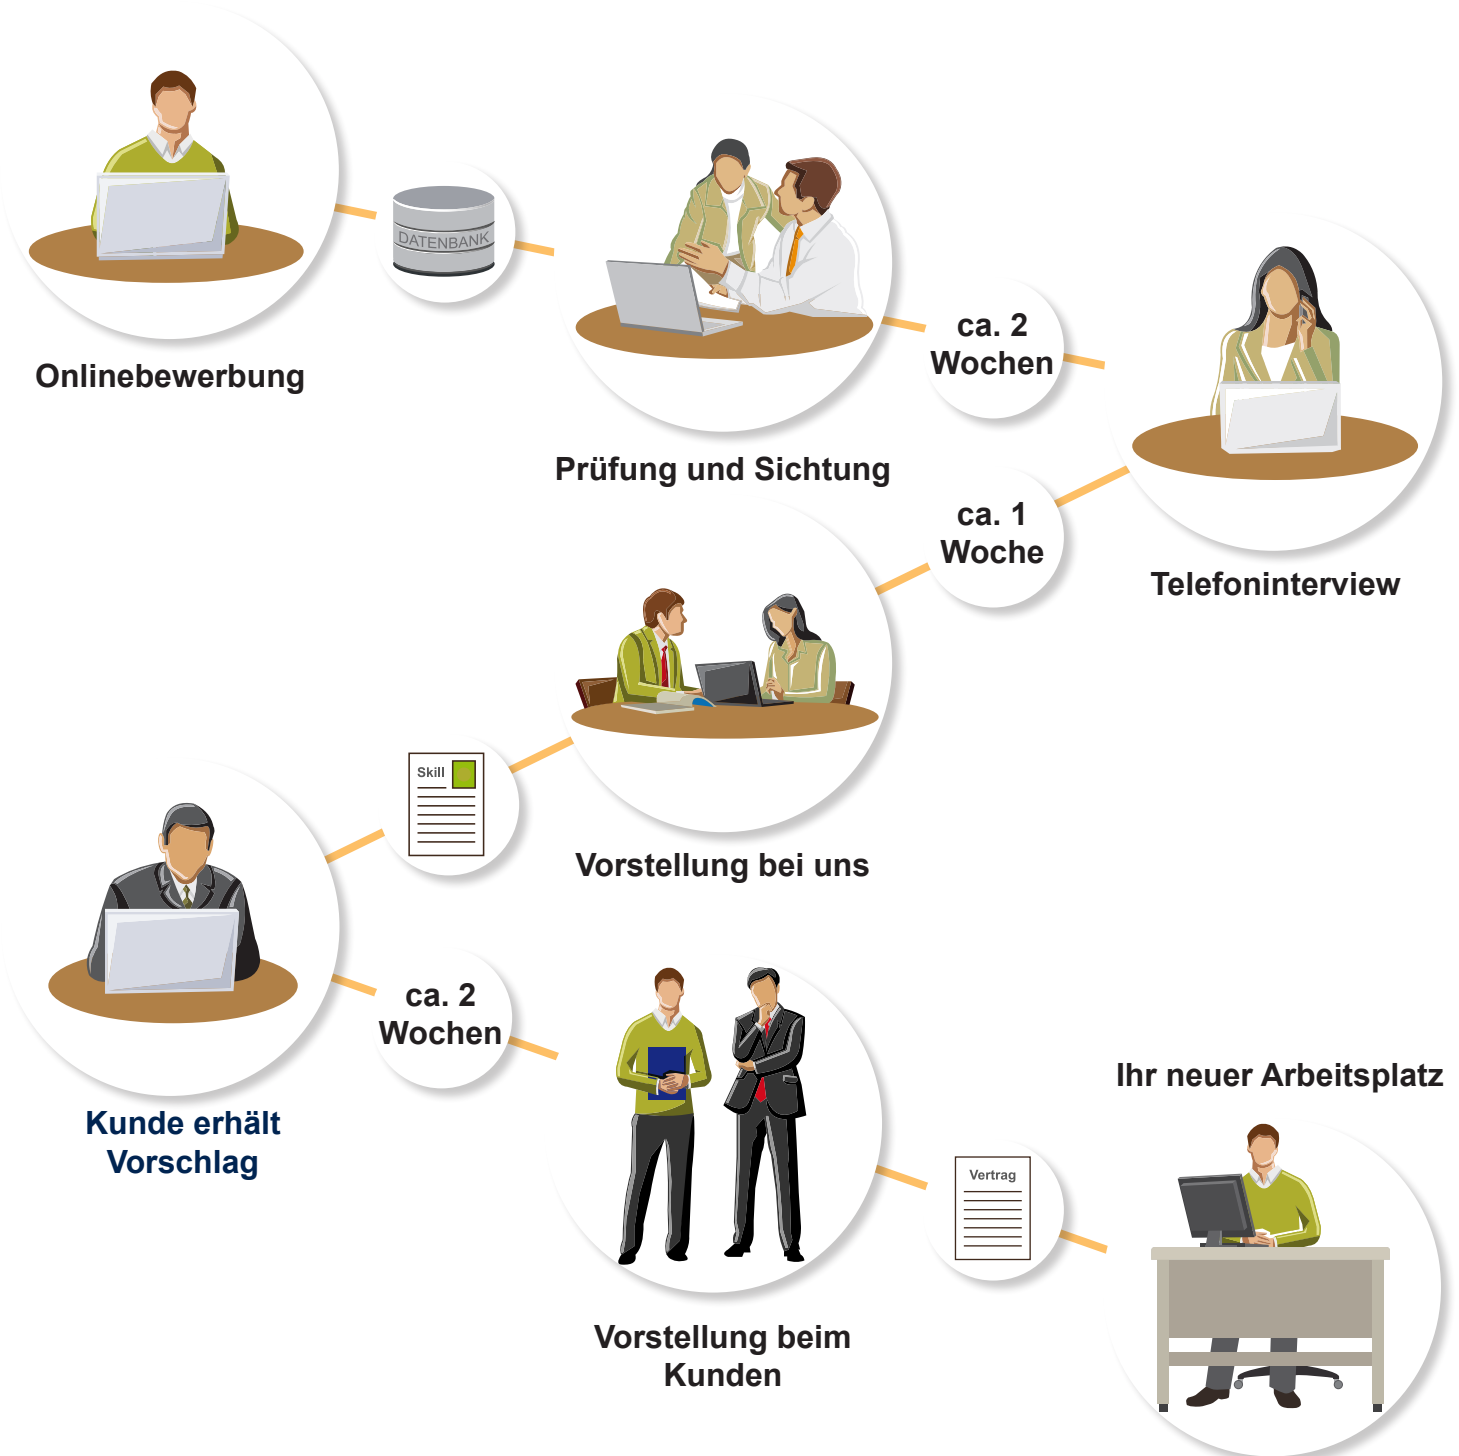 Onlinebewerbung
DATENBANK
Prüfung und Sichtung
ca. 2
Wochen
Telefoninterview
ca. 1
Woche
Vorstellung bei uns
Skill
Kunde erhält
Vorschlag
ca. 2
Wochen
Vorstellung beim
Kunden
Vertrag
Ihr neuer Arbeitsplatz